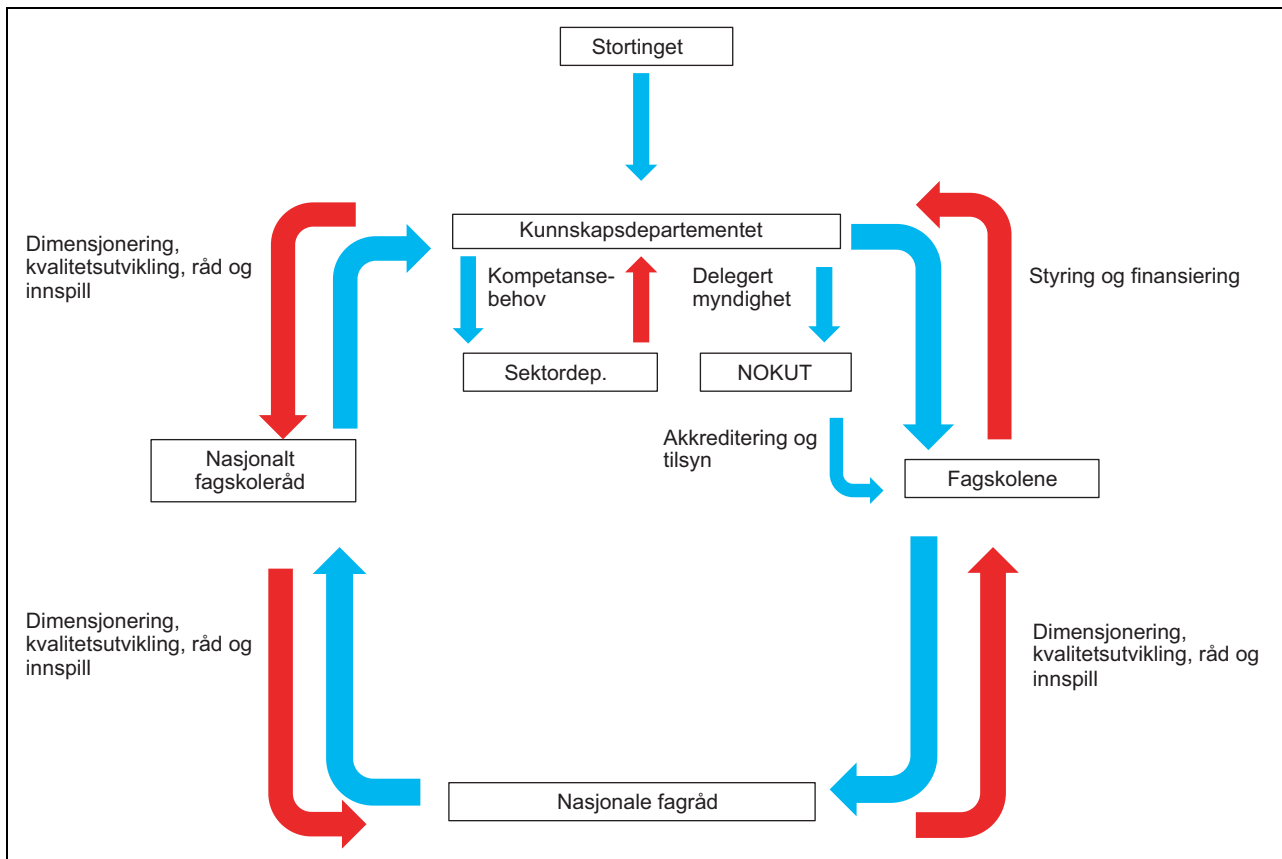 Stortinget
Kunnskapsdepartementet
Dimensjonering,
kvalitetsutvikling, råd og
innspill
Kompetanse-
behov
Delegert
myndighet
Styring og finansiering
Sektordep.
NOKUT
Akkreditering og
tilsyn
Nasjonalt
fagskoleråd
Fagskolene
Dimensjonering,
kvalitetsutvikling, råd og
innspill
Dimensjonering,
kvalitetsutvikling, råd og
innspill
Nasjonale fagråd